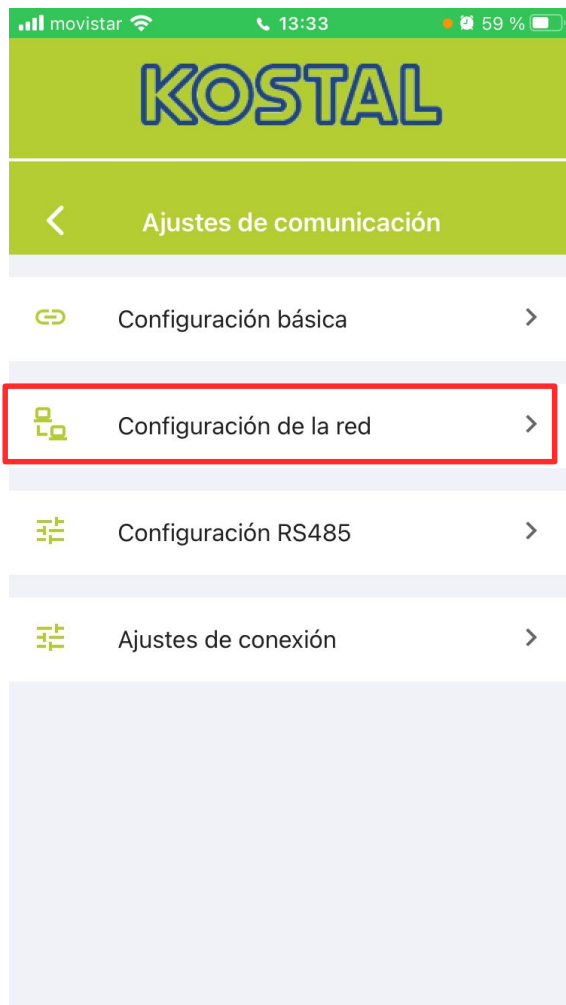 movistar 13:33 59 %
KOSTAL
Ajustes de comunicación
Configuración básica
Configuración de la red
Configuración RS485
Ajustes de conexión